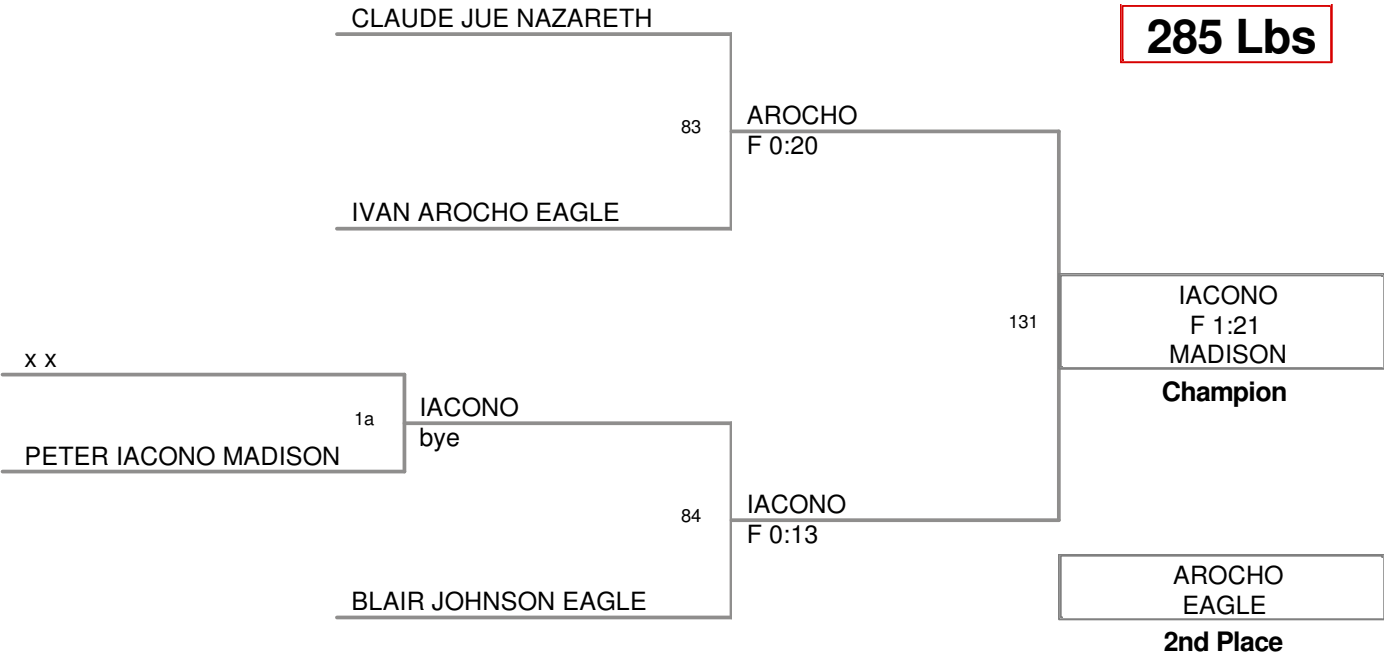 CLAUDE JUE NAZARETH
285 Lbs
83
AROCHO
F 0:20
IVAN AROCHO EAGLE
IACONO
F 1:21
MADISON
131
x x
Champion
1a
IACONO
bye
PETER IACONO MADISON
84
IACONO
F 0:13
AROCHO
EAGLE
BLAIR JOHNSON EAGLE
2nd Place